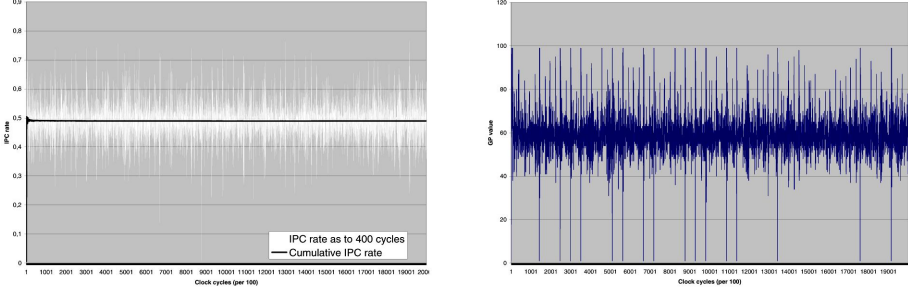 0,9
0,8
0,7
0,6
0,5
0,4
0,3
0,2
0,1
0
IPC rate
IPC rate as to 400 cycles
Cumulative IPC rate
1 1001 3001 4001 5001 6001 7001 8001 9001 10001 11001 12001 13001 14001 15001 16001 17001 18001 19001 2000
Clock cycles (per 100)
120
100
80
60
40
20
0
GP value
1 1001 2001 3001 4001 5001 6001 7001 8001 9001 10001 11001 12001 13001 14001 15001 16001 17001 18001 19001
Clock cycles (per 100)